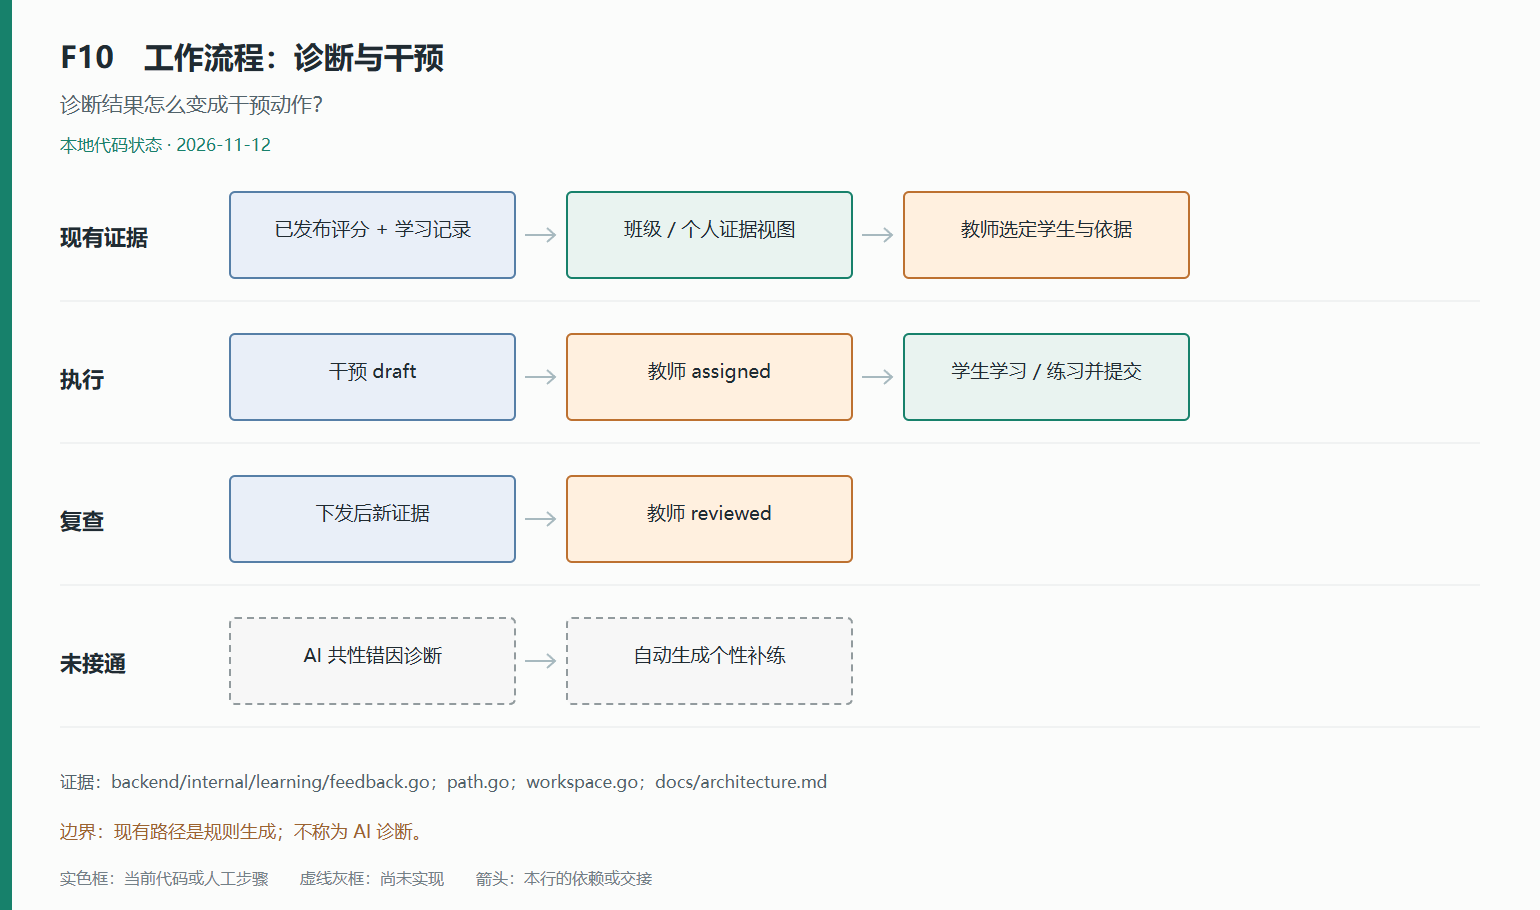 F10 工作流程：诊断与干预
诊断结果怎么变成干预动作？
本地代码状态 · 2026-11-12
现有证据
已发布评分 + 学习记录
班级 / 个人证据视图
教师选定学生与依据
执行
干预 draft
教师 assigned
学生学习 / 练习并提交
复查
下发后新证据
教师 reviewed
未接通
AI 共性错因诊断
自动生成个性补练
证据：backend/internal/learning/feedback.go；path.go；workspace.go；docs/architecture.md
边界：现有路径是规则生成；不称为 AI 诊断。
实色框：当前代码或人工步骤 虚线灰框：尚未实现 箭头：本行的依赖或交接